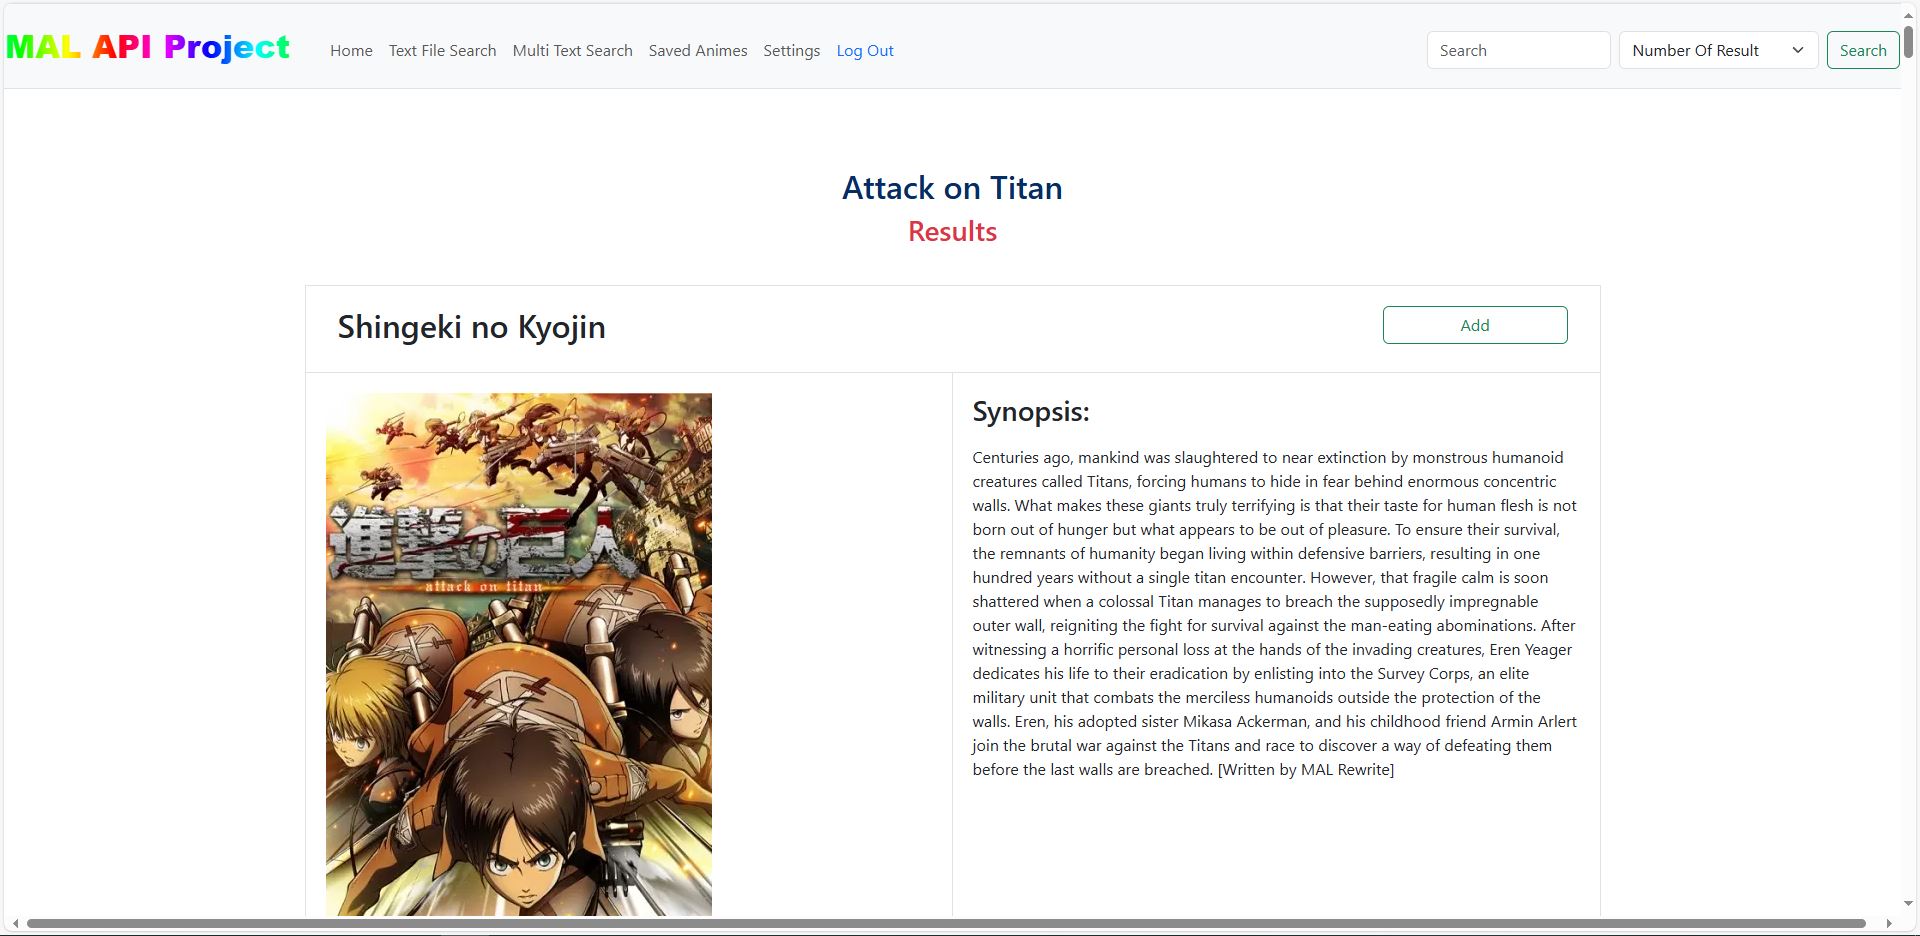 MAL API Project
Home Text File Search Multi Text Search Saved Animes Settings Log Out
Search Number Of Result Search
Attack on Titan
Results
Shingeki no Kyojin
Add
進撃の巨人
attack on titan
Synopsis:
Centuries ago, mankind was slaughtered to near extinction by monstrous humanoid
creatures called Titans, forcing humans to hide in fear behind enormous concentric
walls. What makes these giants truly terrifying is that their taste for human flesh is not
born out of hunger but what appears to be out of pleasure. To ensure their survival,
the remnants of humanity began living within defensive barriers, resulting in one
hundred years without a single titan encounter. However, that fragile calm is soon
shattered when a colossal Titan manages to breach the supposedly impregnable
outer wall, reigniting the fight for survival against the man-eating abominations. After
witnessing a horrific personal loss at the hands of the invading creatures, Eren Yeager
dedicates his life to their eradication by enlisting into the Survey Corps, an elite
military unit that combats the merciless humanoids outside the protection of the
walls. Eren, his adopted sister Mikasa Ackerman, and his childhood friend Armin Arlert
join the brutal war against the Titans and race to discover a way of defeating them
before the last walls are breached. [Written by MAL Rewrite]